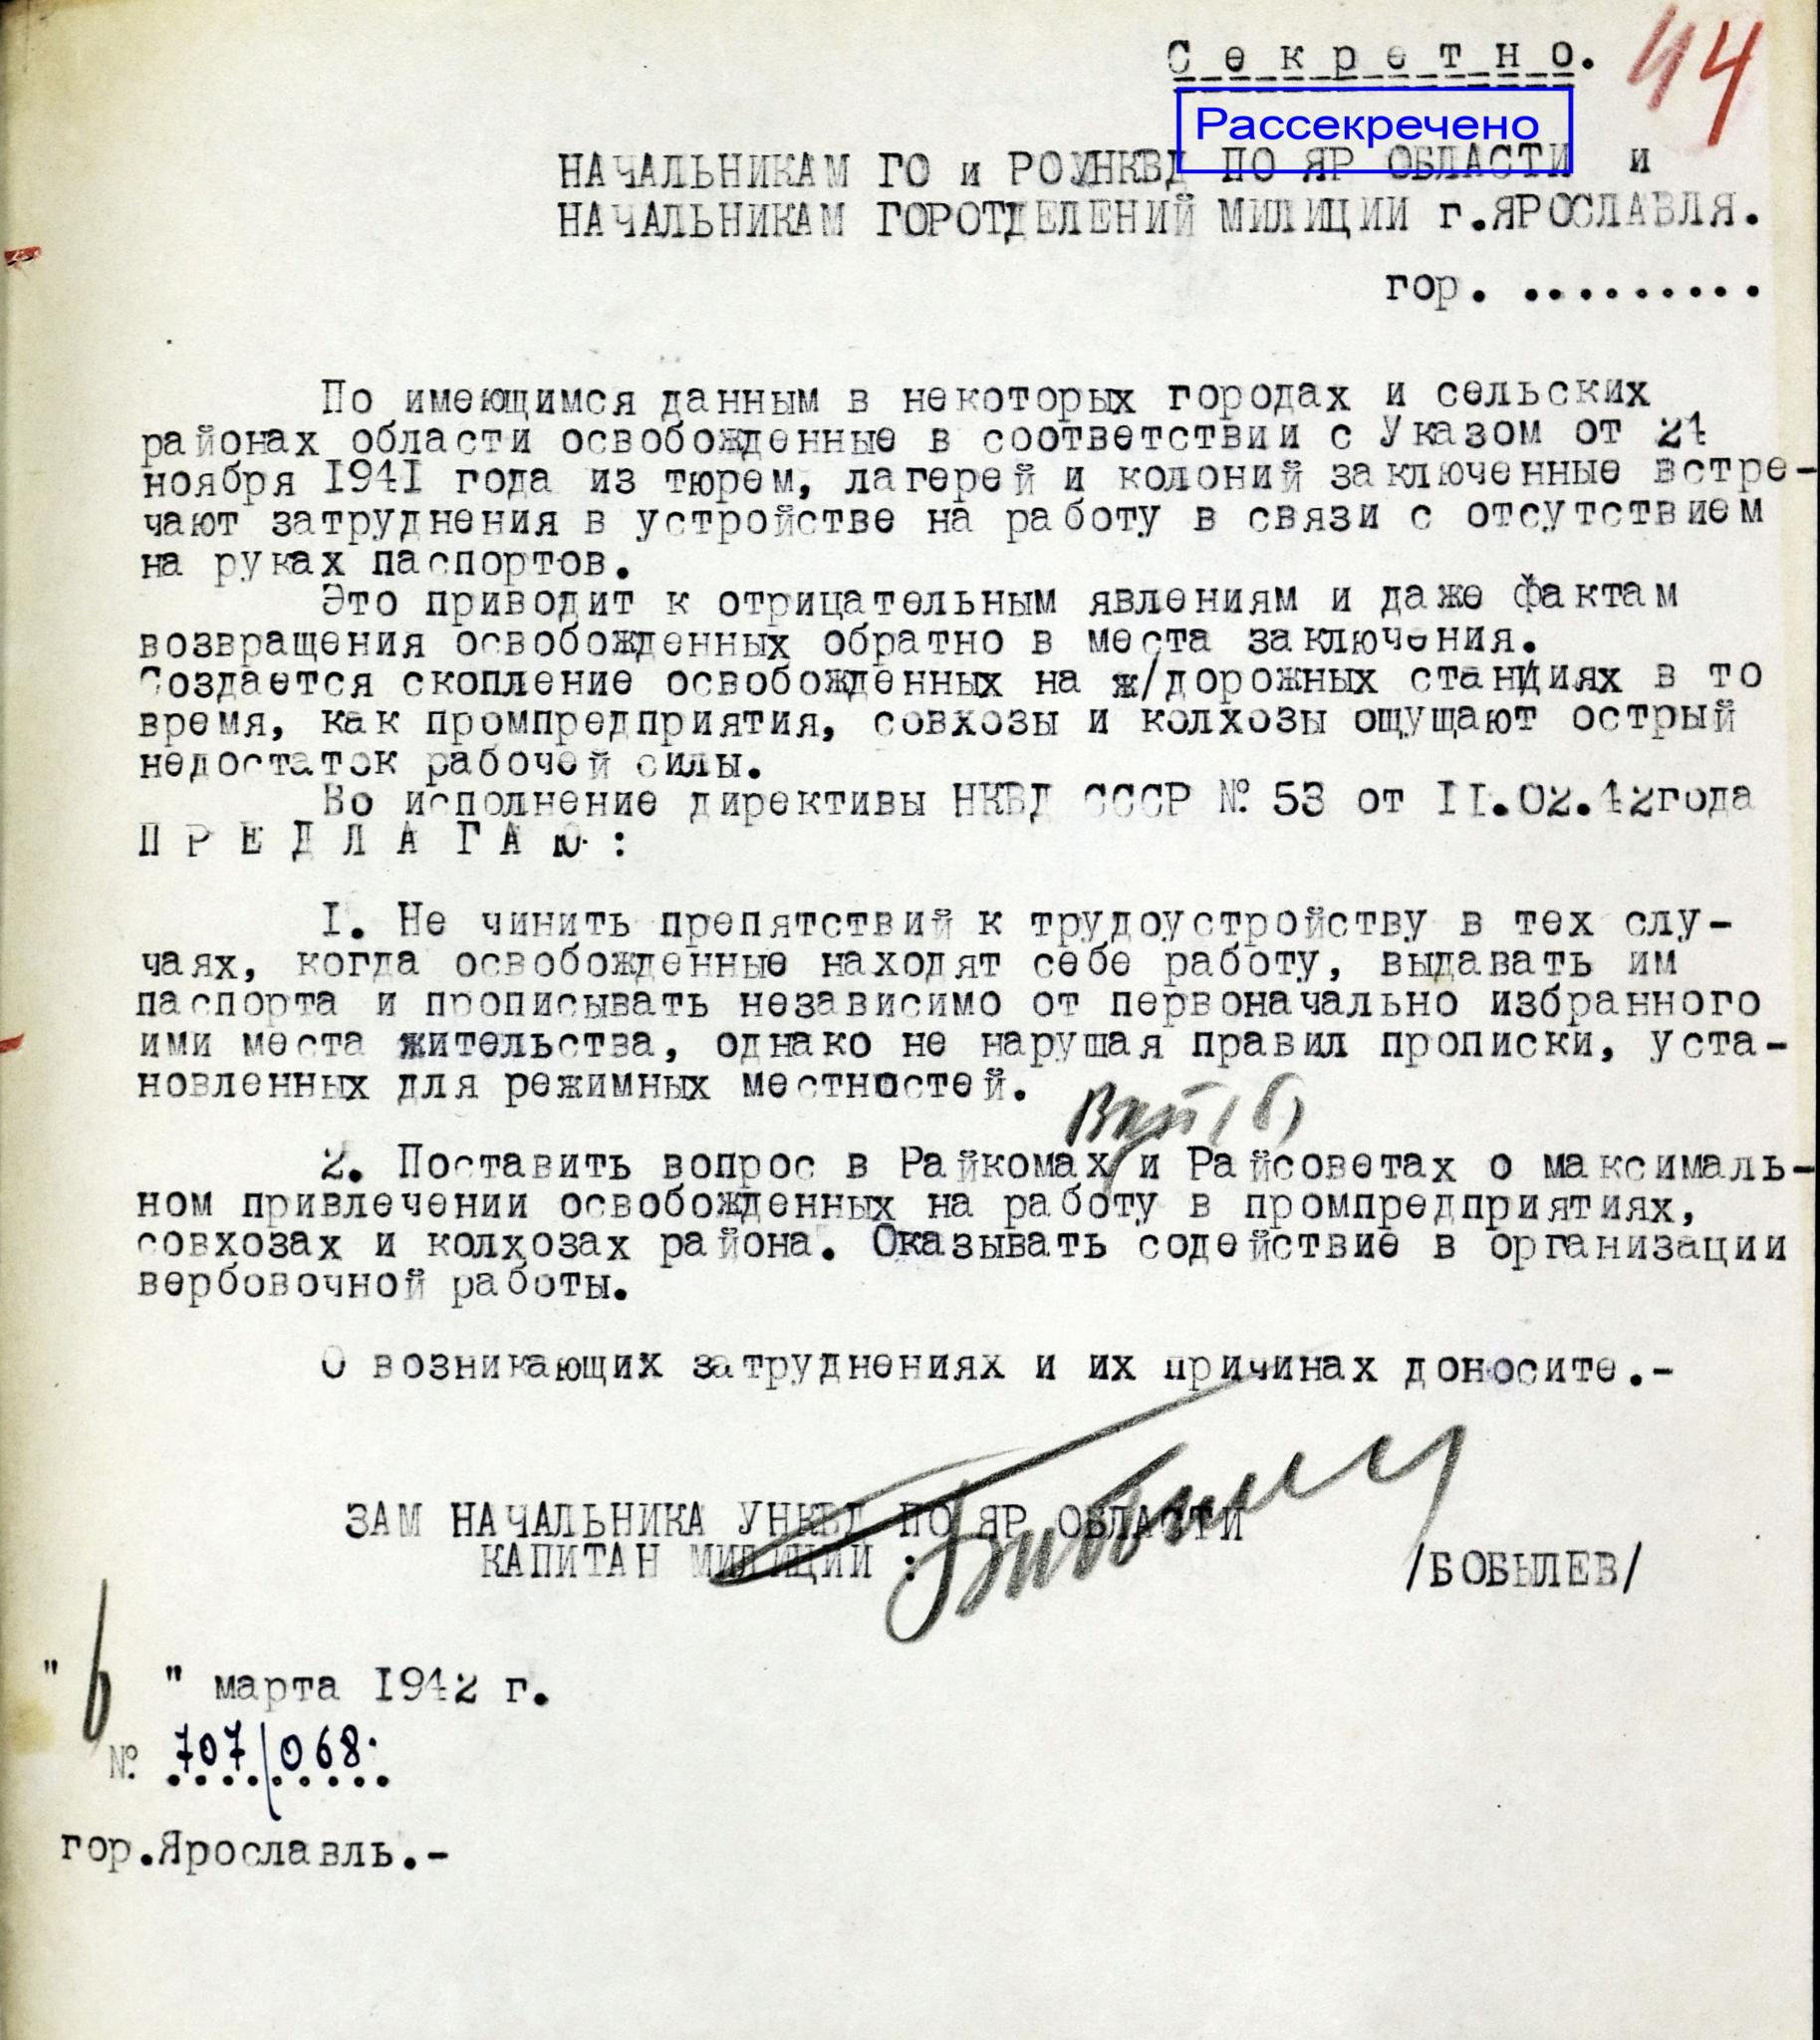 Секретно.
44
Рассекречено
НАЧАЛЬНИКАМ ГО и РОУНКВД ПО ЯР ОБЛАСТИ и
НАЧАЛЬНИКАМ ГОРОТДЕЛЕНИЙ МИЛИЦИИ г.ЯРОСЛАВЛЯ.
гор. .........
По имеющимся данным в некоторых городах и сельских
районах области освобожденные в соответствии с Указом от 24
ноября 1941 года из тюрем, лагерей и колоний заключенные встре-
чают затруднения в устройстве на работу в связи с отсутствием
на руках паспортов.
Это приводит к отрицательным явлениям и даже фактам
возвращения освобожденных обратно в места заключения.
Создается скопление освобожденных на ж/дорожных станциях в то
время, как промпредприятия, совхозы и колхозы ощущают острый
недостаток рабочей силы.
Во исполнение директивы НКВД СССР № 53 от II.02.42года
П Р Е Д Л А Г А Ю :
I. Не чинить препятствий к трудоустройству в тех слу-
чаях, когда освобожденные находят себе работу, выдавать им
паспорта и прописывать независимо от первоначально избранного
ими места жительства, однако не нарушая правил прописки, уста-
новленных для режимных местностей.
2. Поставить вопрос в Райкомах и Райсоветах о максималь-
ном привлечении освобожденных на работу в промпредприятиях,
совхозах и колхозах района. Оказывать содействие в организации
вербовочной работы.
О возникающих затруднениях и их причинах доносите.-
ЗАМ НАЧАЛЬНИКА УНКВД ПО ЯР ОБЛАСТИ
КАПИТАН МИЛИЦИИ :
/БОБЫЛЕВ/
" 6 " марта 1942 г.
№ 707/068.
гор.Ярославль.-